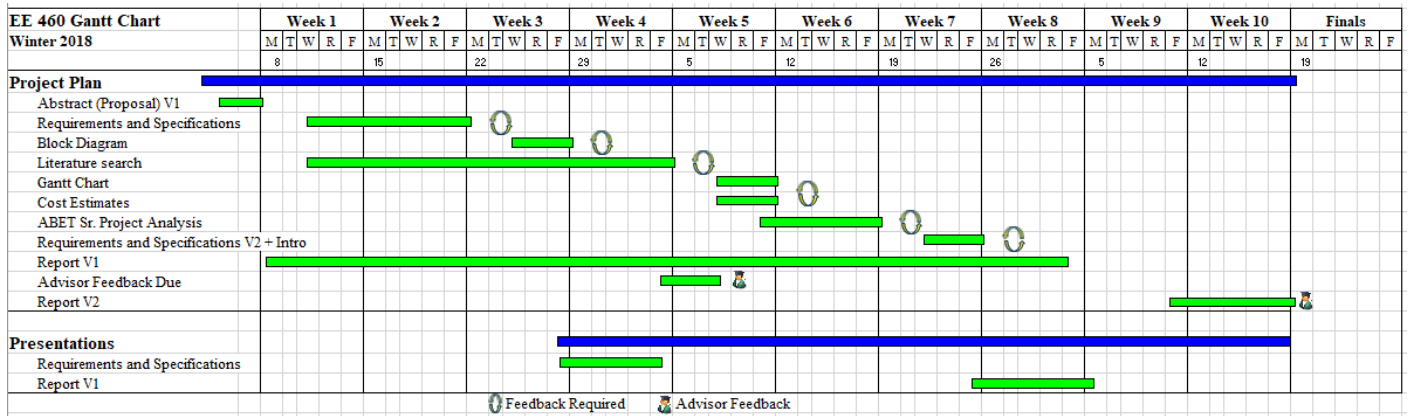 EE 460 Gantt Chart Week 1 Week 2 Week 3 Week 4 Week 5 Week 6 Week 7 Week 8 Week 9 Week 10 Finals
Winter 2018 M T W R F M T W R F M T W R F M T W R F M T W R F M T W R F M T W R F M T W R F M T W R F M T W R F M T W R F
8 15 22 29 5 12 19 26 5 12 19
Project Plan
Abstract (Proposal) V1
Requirements and Specifications
Block Diagram
Literature search
Gantt Chart
Cost Estimates
ABET Sr. Project Analysis
Requirements and Specifications V2 + Intro
Report V1
Advisor Feedback Due
Report V2
Presentations
Requirements and Specifications
Report V1
Feedback Required Advisor Feedback